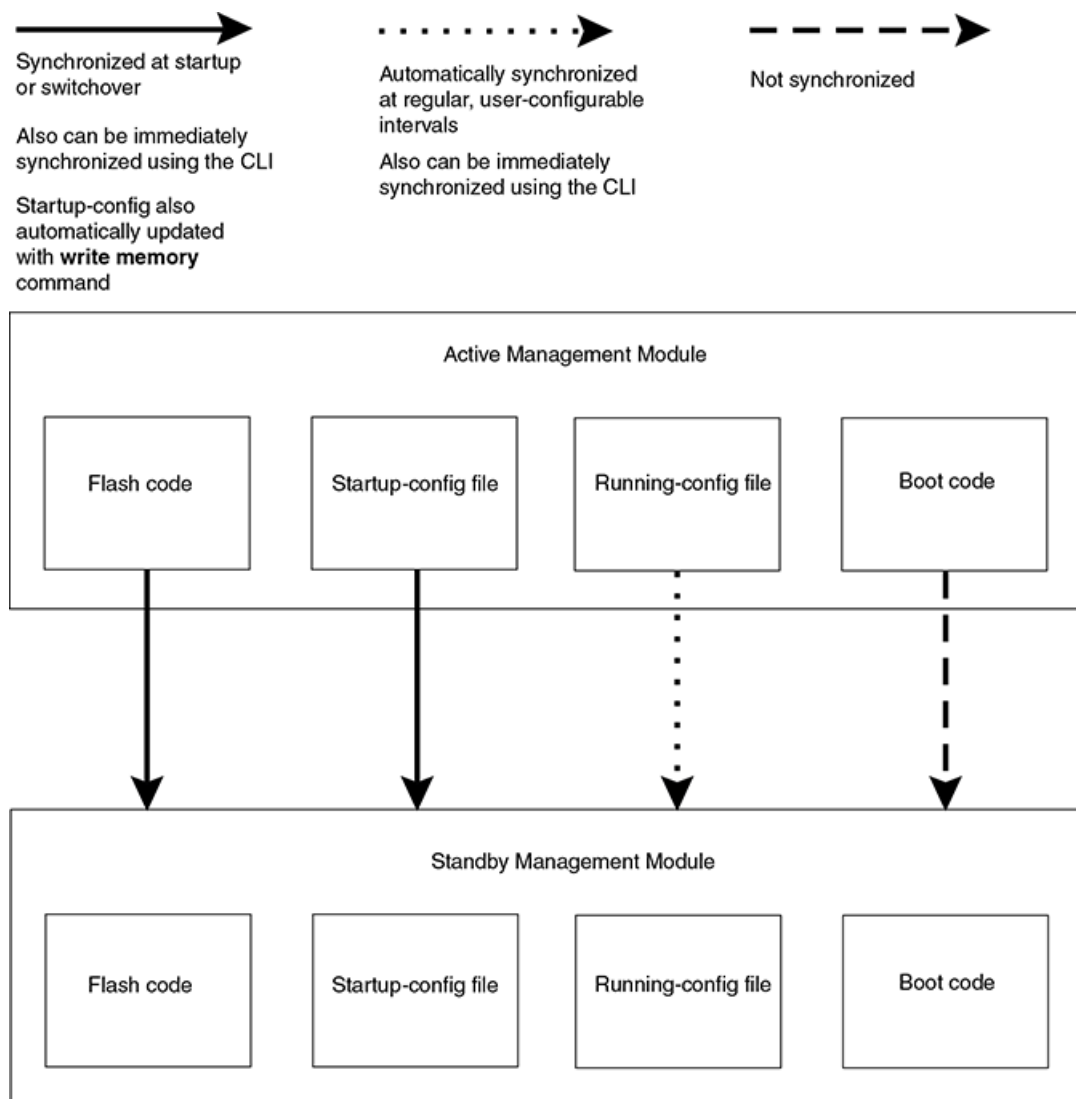 Synchronized at startup
or switchover
Also can be immediately
synchronized using the CLI
Startup-config also
automatically updated
with write memory
command
Automatically synchronized
at regular, user-configurable
intervals
Also can be immediately
synchronized using the CLI
Not synchronized
Active Management Module
Flash code
Startup-config file
Running-config file
Boot code
Standby Management Module
Flash code
Startup-config file
Running-config file
Boot code